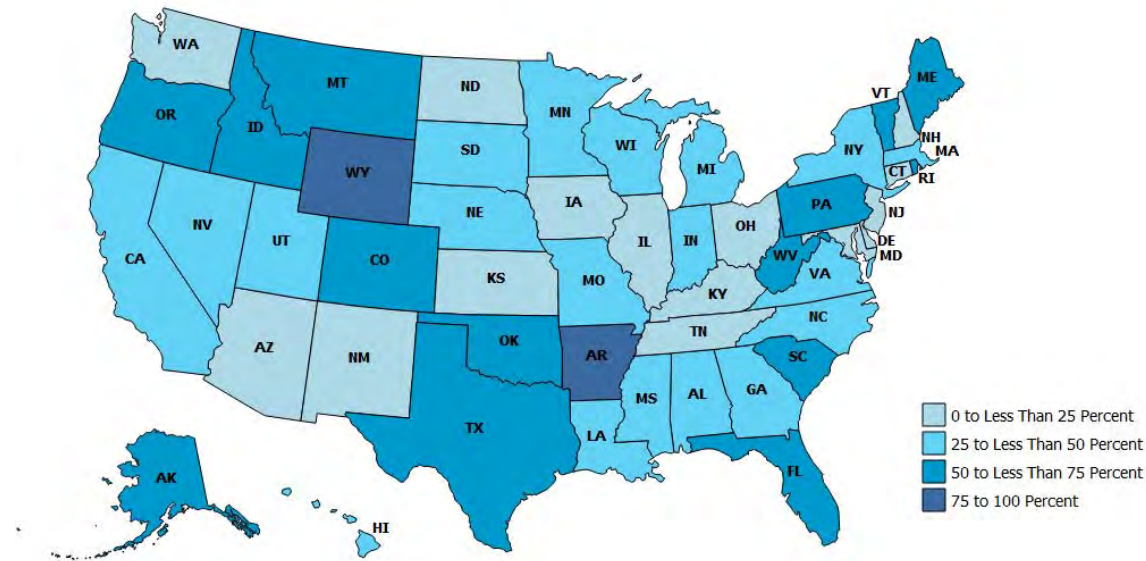 WA
MT
ND
ME
VT
OR
ID
MN
NH
SD
WI
NY
MA
MI
CT
RI
WY
IA
PA
NE
NJ
NV
OH
IL
IN
UT
DE
CA
CO
WV
MD
KS
MO
VA
KY
NC
TN
OK
AZ
NM
AR
SC
GA
MS
AL
TX
LA
FL
AK
HI
0 to Less Than 25 Percent
25 to Less Than 50 Percent
50 to Less Than 75 Percent
75 to 100 Percent